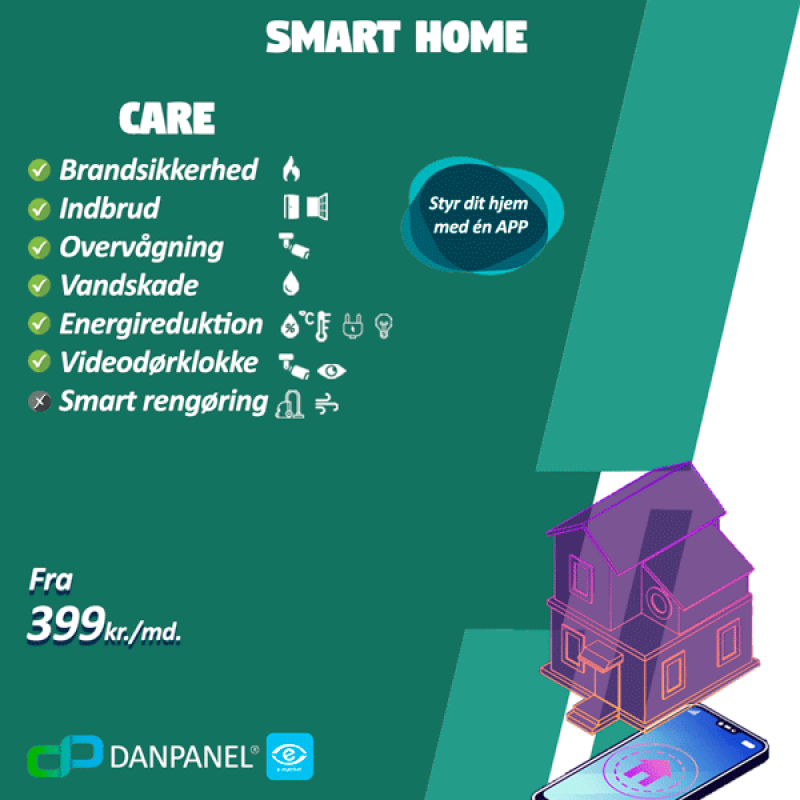 SMART HOME
CARE
Brandsikkerhed
Indbrud
Overvågning
Vandskade
Energireduktion
% °C
Videodørklokke
Smart rengøring
Styr dit hjem
med én APP
Fra
399kr./md.
DANPANEL®
e